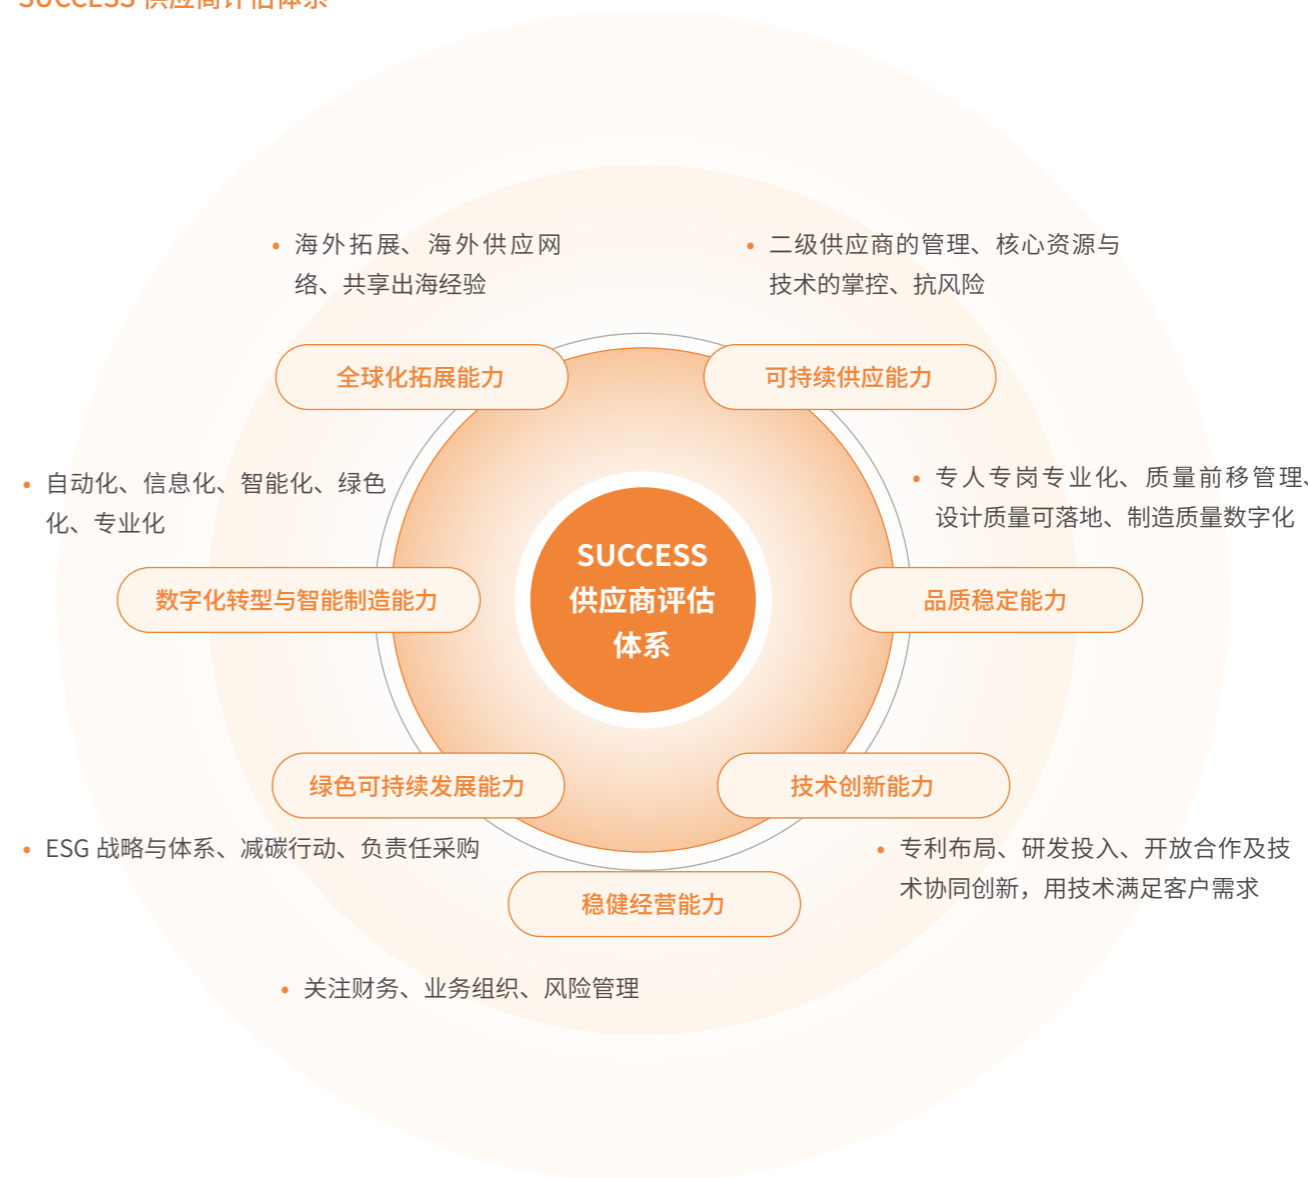 SUCCESS 供应商评估体系
• 海外拓展、海外供应网
络、共享出海经验
• 二级供应商的管理、核心资源与
技术的掌控、抗风险
全球化拓展能力
可持续供应能力
• 自动化、信息化、智能化、绿色
化、专业化
• 专人专岗专业化、质量前移管理、
设计质量可落地、制造质量数字化
SUCCESS
供应商评估
体系
数字化转型与智能制造能力
品质稳定能力
绿色可持续发展能力
技术创新能力
• ESG 战略与体系、减碳行动、负责任采购
• 专利布局、研发投入、开放合作及技
术协同创新，用技术满足客户需求
稳健经营能力
• 关注财务、业务组织、风险管理